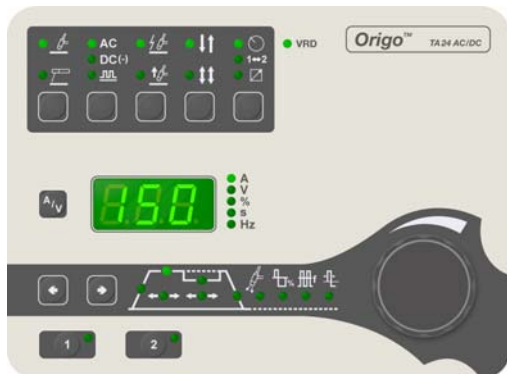 AC
DC(-)
1↔2
VRD
Origo™ TA24 AC/DC
A/V
150
A
V
%
s
Hz
%
f
1
2